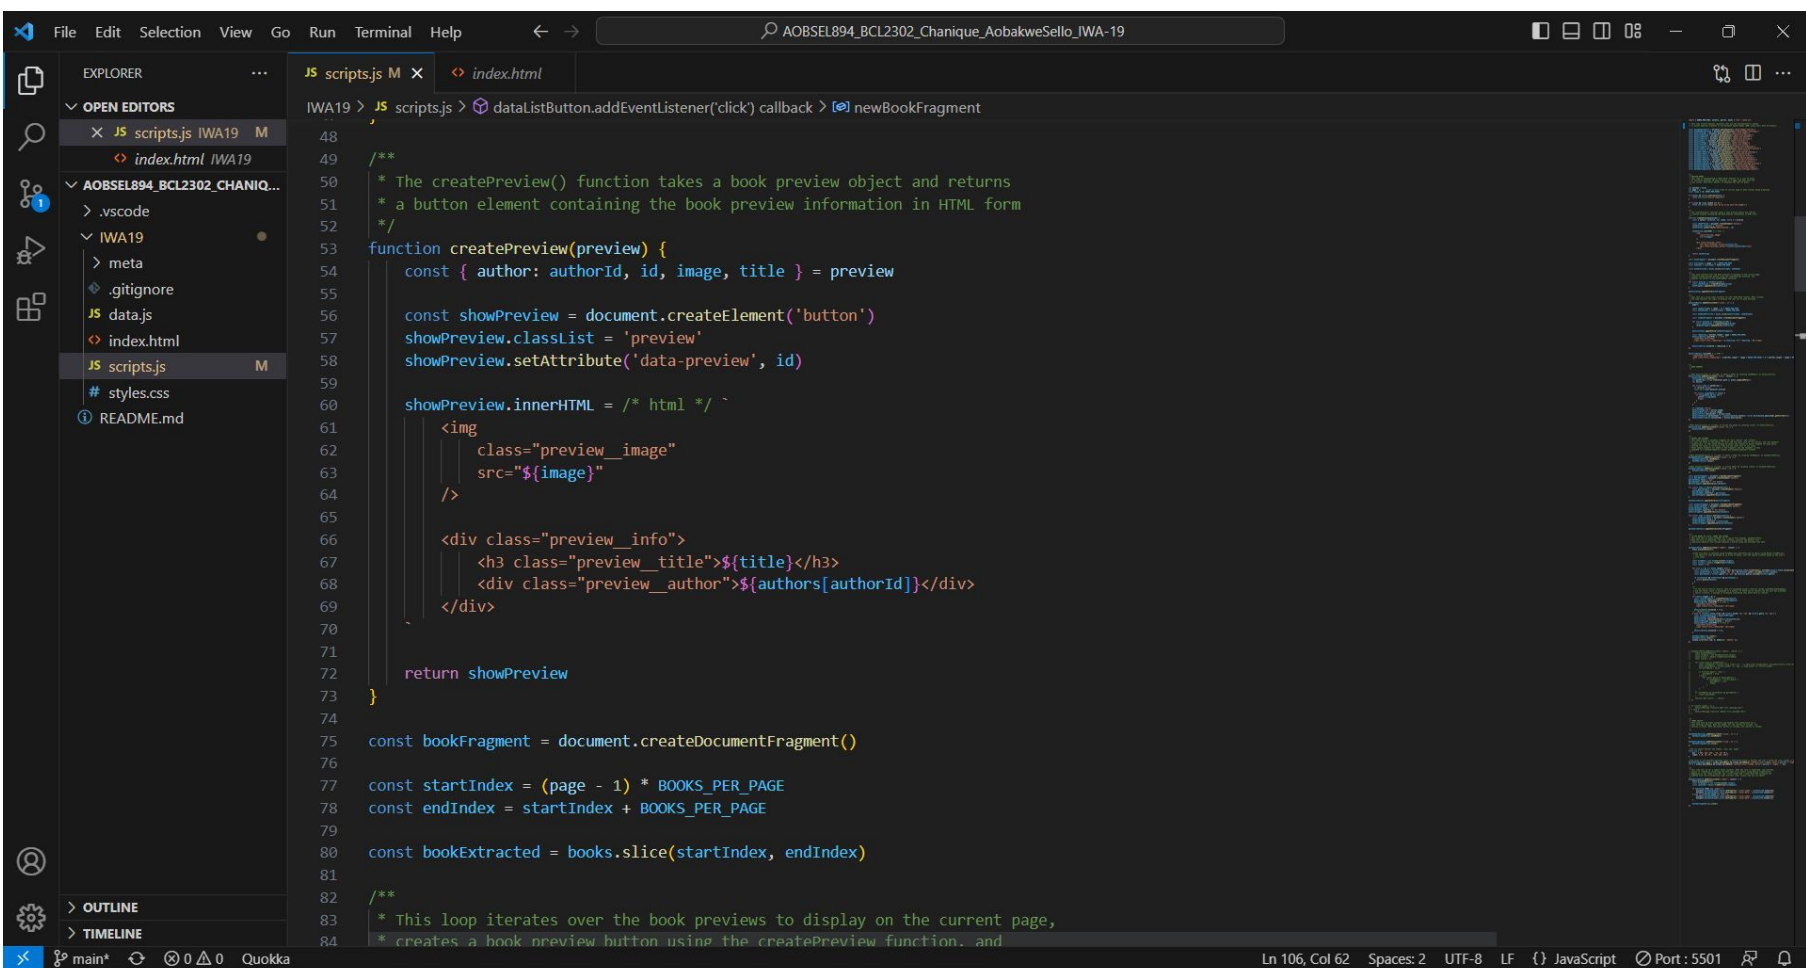 File Edit Selection View Go Run Terminal Help
AOBSEL894_BCL2302_Chanique_AobakweSello_IWA-19
EXPLORER
OPEN EDITORS
JS scripts.js IWA19 M
index.html IWA19
AOBSEL894_BCL2302_CHANIQ...
.vscode
IWA19
meta
.gitignore
JS data.js
index.html
JS scripts.js M
# styles.css
README.md
OUTLINE
TIMELINE
JS scripts.js M
index.html
IWA19 > JS scripts.js > dataListButton.addEventListener('click') callback > newBookFragment
48
49 /**
50 * The createPreview() function takes a book preview object and returns
51 * a button element containing the book preview information in HTML form
52 */
53 function createPreview(preview) {
54 const { author: authorId, id, image, title } = preview
55
56 const showPreview = document.createElement('button')
57 showPreview.classList = 'preview'
58 showPreview.setAttribute('data-preview', id)
59
60 showPreview.innerHTML = /* html */ `
61 <img
62 class="preview__image"
63 src="${image}"
64 />
65
66 <div class="preview__info">
67 <h3 class="preview__title">${title}</h3>
68 <div class="preview__author">${authors[authorId]}</div>
69 </div>
70 `
71
72 return showPreview
73 }
74
75 const bookFragment = document.createDocumentFragment()
76
77 const startIndex = (page - 1) * BOOKS_PER_PAGE
78 const endIndex = startIndex + BOOKS_PER_PAGE
79
80 const bookExtracted = books.slice(startIndex, endIndex)
81
82 /**
83 * This loop iterates over the book previews to display on the current page,
84 * creates a book preview button using the createPreview function, and
main* 0 0 Quokka
Ln 106, Col 62 Spaces: 2 UTF-8 LF {} JavaScript Port : 5501